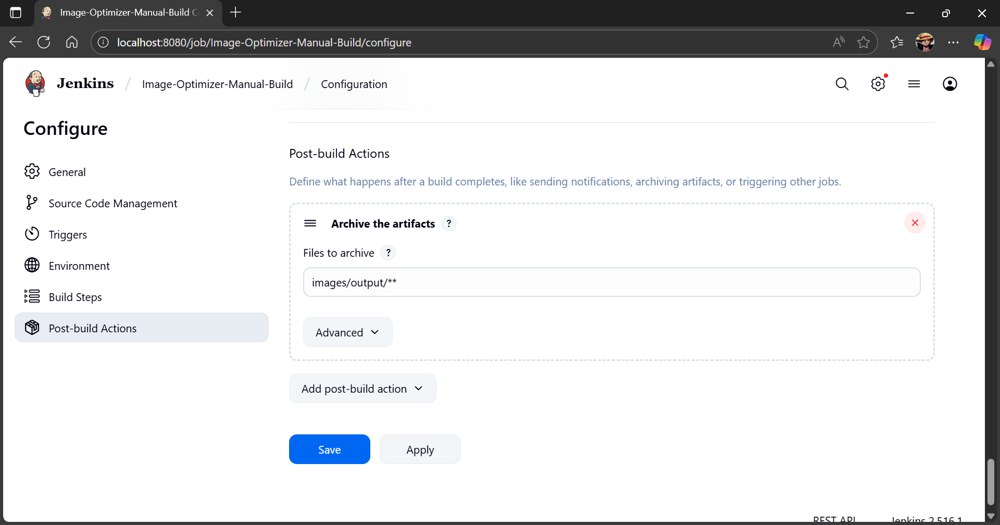 Image-Optimizer-Manual-Build C
localhost:8080/job/Image-Optimizer-Manual-Build/configure
Jenkins / Image-Optimizer-Manual-Build / Configuration
Configure
General
Source Code Management
Triggers
Environment
Build Steps
Post-build Actions
Post-build Actions
Define what happens after a build completes, like sending notifications, archiving artifacts, or triggering other jobs.
Archive the artifacts ?
Files to archive ?
images/output/**
Advanced
Add post-build action
Save Apply
REST API Jenkins 2.516.1